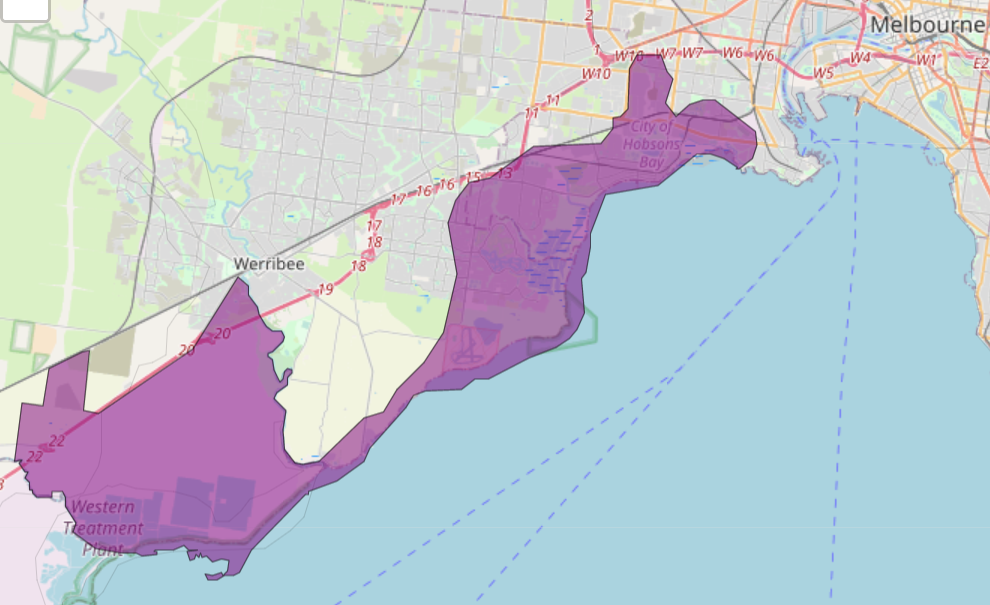 2
Melbourne
1
W10
W7
W7
W6
W6
W4
W1
E2
W10
W5
11
11
City of
Hobsons
Bay
13
15
16
16
17
17
18
18
Werribee
19
20
20
22
22
Western
Treatment
Plant